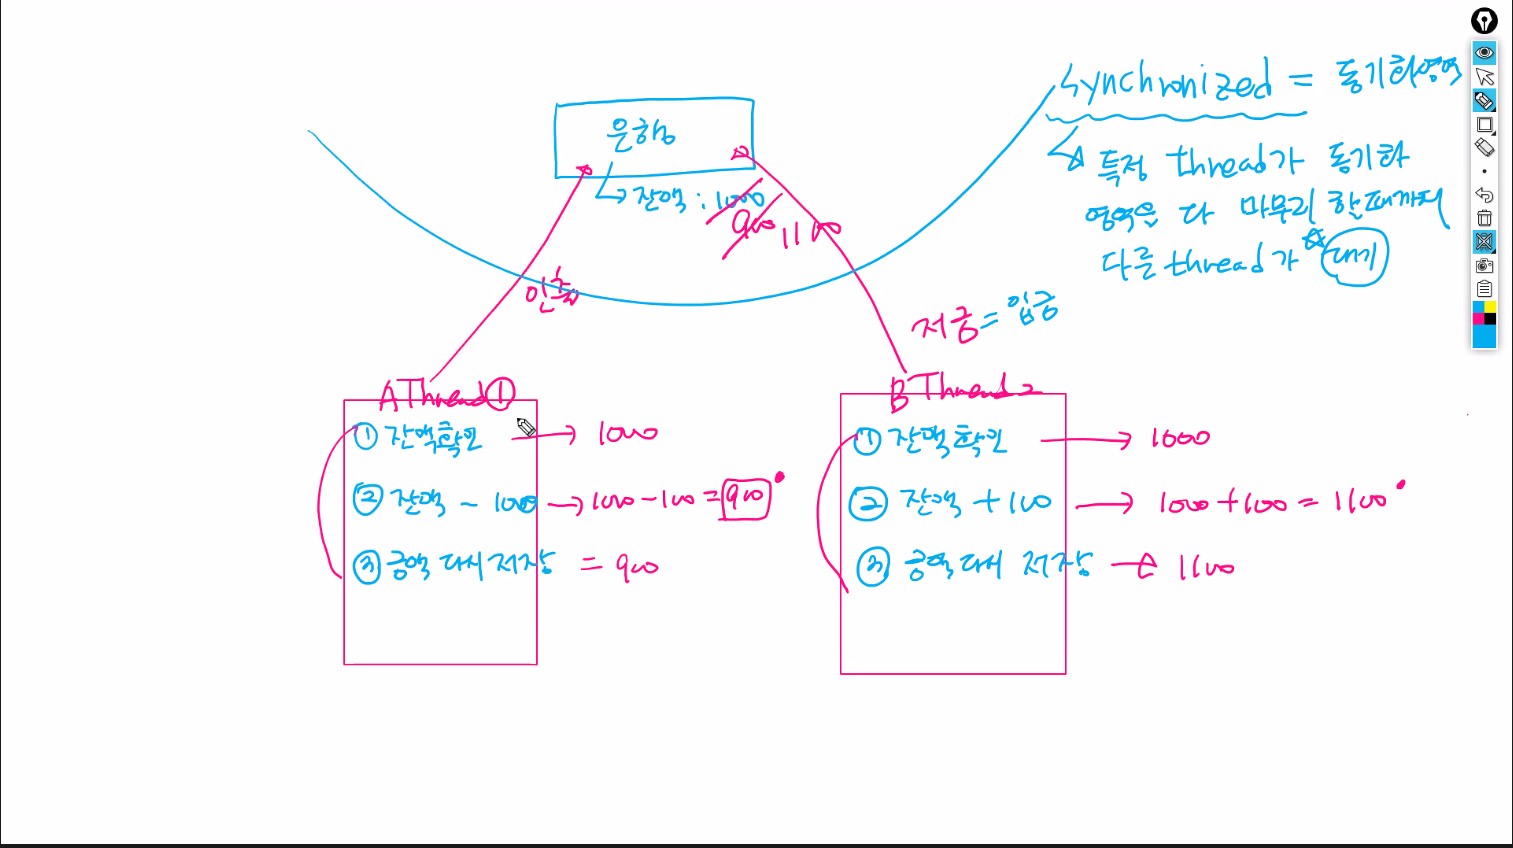 Synchronized = 동기화영역
특정 thread가 동기화
영역을 다 마무리 할때까지
다른 thread가 대기
은행
잔액 : 1000
900 1100
인출
저금 = 입금
A Thread ①
① 잔액확인 → 1000
② 잔액 - 100 → 1000 - 100 = 900
③ 금액 다시 저장 = 900
B Thread 2
① 잔액확인 → 1000
② 잔액 + 100 → 1000 + 100 = 1100
③ 금액 다시 저장 → 1100